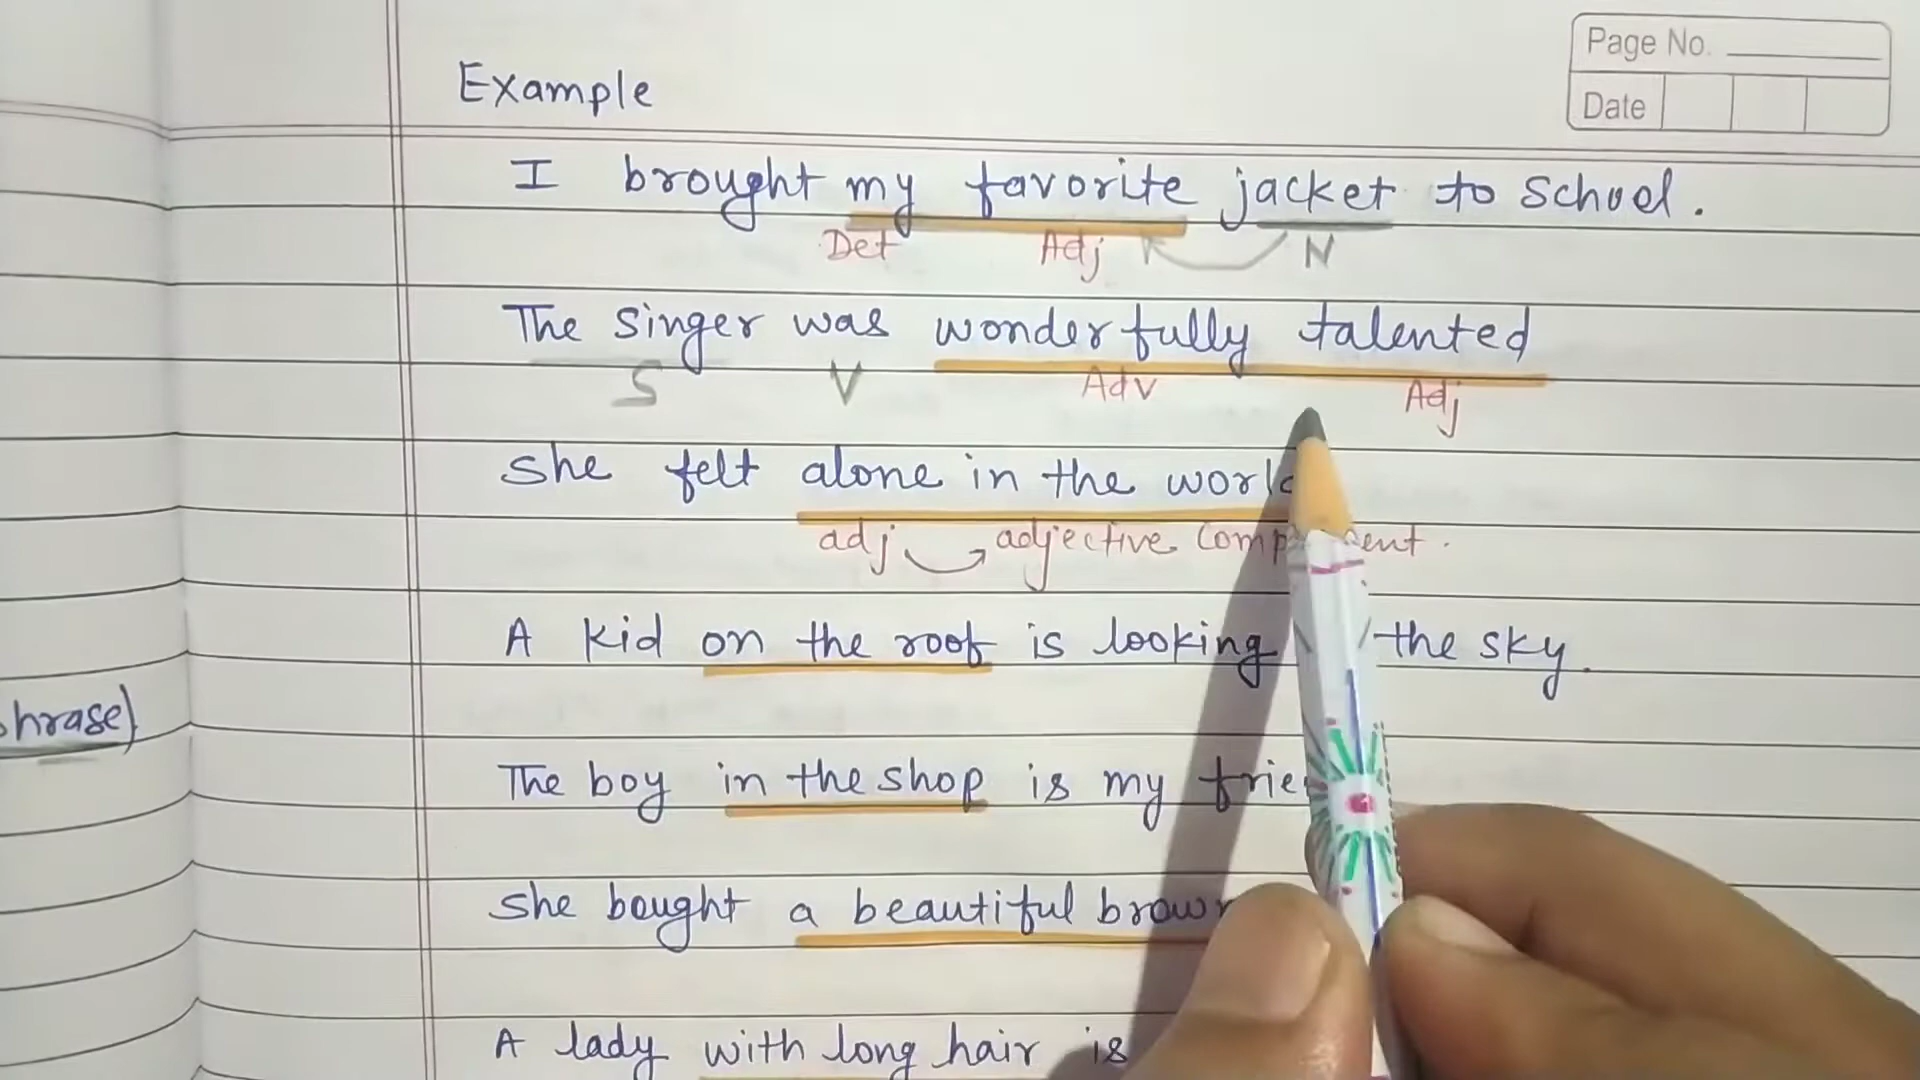 Page No.
Date
Example
I brought my favorite jacket to School.
Det Adj N
The singer was wonderfully talented
S V Adv Adj
She felt alone in the
adj adjective
A kid on the roof is looking the sky.
hrase)
The boy in the shop is my
She bought a beautiful
A lady with long hair is